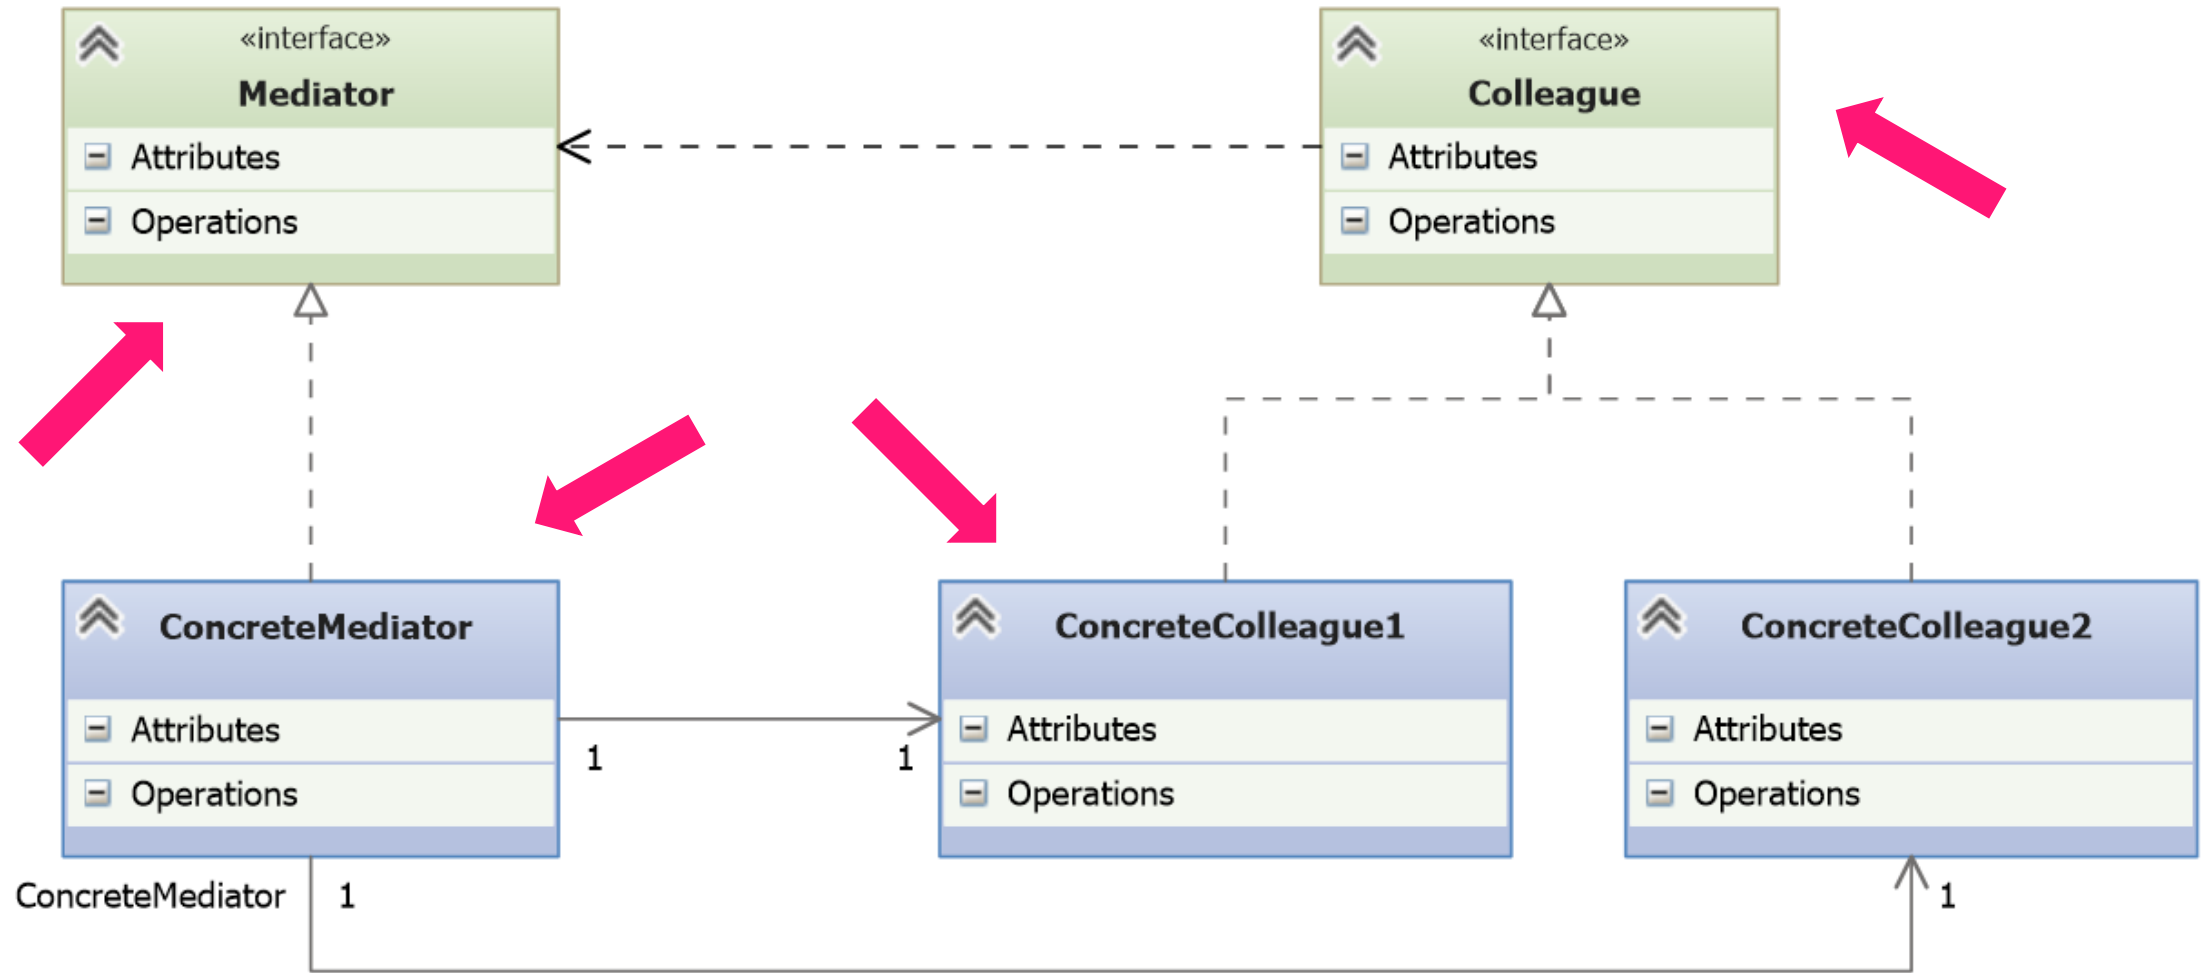 «interface»
Mediator
Attributes
Operations
«interface»
Colleague
Attributes
Operations
ConcreteMediator
Attributes
Operations
1
1
ConcreteColleague1
Attributes
Operations
ConcreteColleague2
Attributes
Operations
ConcreteMediator
1
1